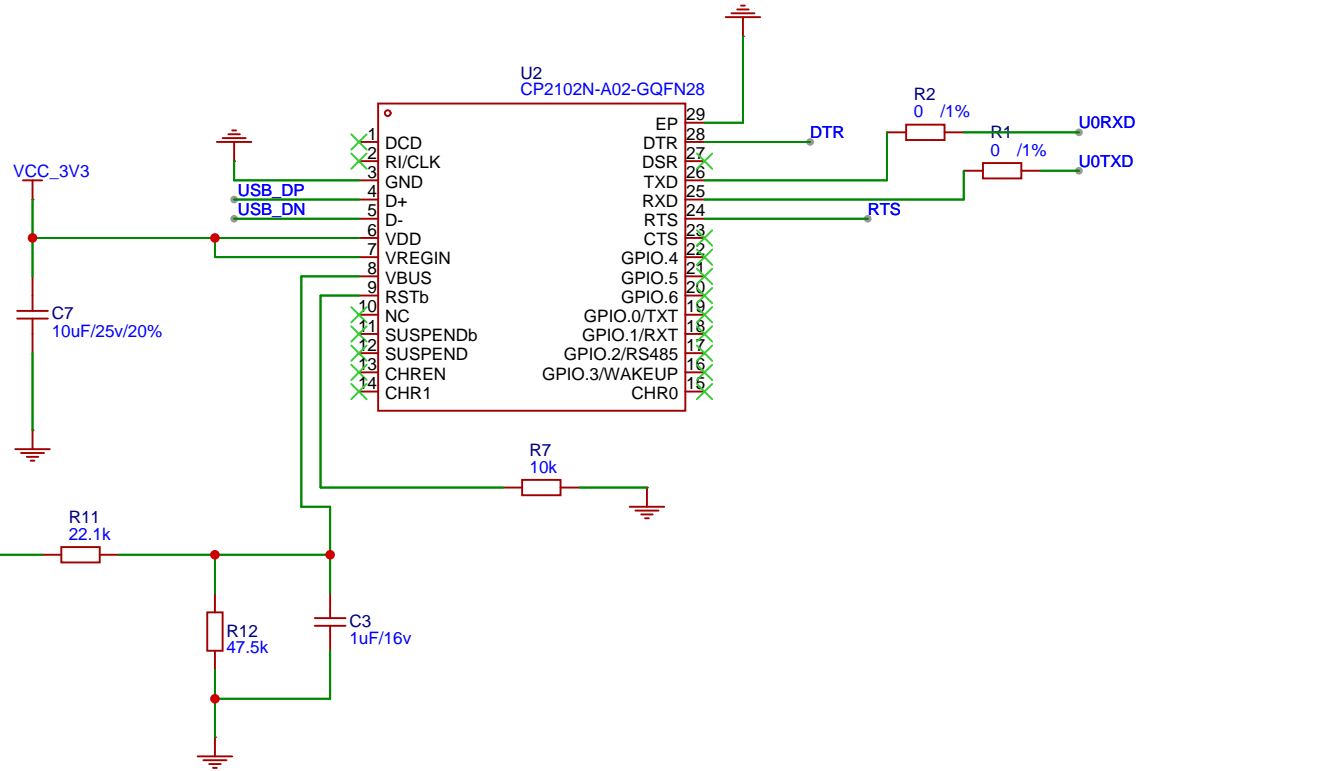 U2
CP2102N-A02-GQFN28
1
DCD
2
RI/CLK
3
GND
4
D+
5
D-
6
VDD
7
VREGIN
8
VBUS
9
RSTb
10
NC
11
SUSPENDb
12
SUSPEND
13
CHREN
14
CHR1
EP
29
DTR
28
DSR
27
TXD
26
RXD
25
RTS
24
CTS
23
GPIO.4
22
GPIO.5
21
GPIO.6
20
GPIO.0/TXT
19
GPIO.1/RXT
18
GPIO.2/RS485
17
GPIO.3/WAKEUP
16
CHR0
15
VCC_3V3
USB_DP
USB_DN
C7
10uF/25v/20%
DTR
RTS
R2
0 /1%
R1
0 /1%
U0RXD
U0TXD
R7
10k
R11
22.1k
R12
47.5k
C3
1uF/16v